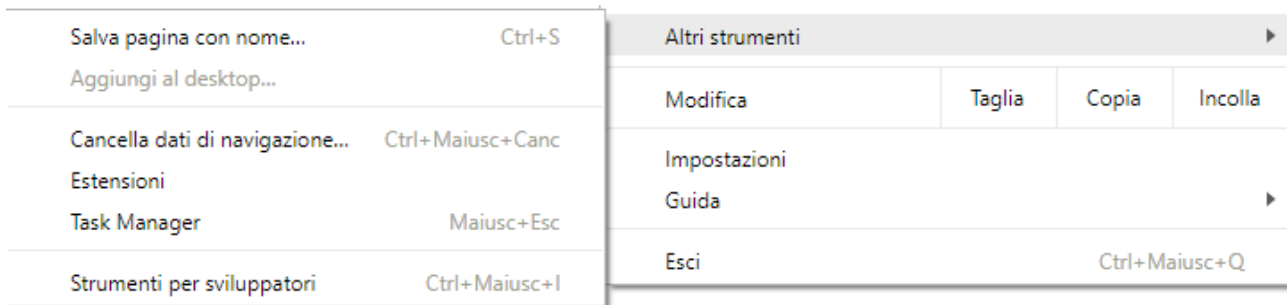 Salva pagina con nome... Ctrl+S
Aggiungi al desktop...
Cancella dati di navigazione... Ctrl+Maiusc+Canc
Estensioni
Task Manager Maiusc+Esc
Strumenti per sviluppatori Ctrl+Maiusc+I
Altri strumenti
Modifica Taglia Copia Incolla
Impostazioni
Guida
Esci Ctrl+Maiusc+Q